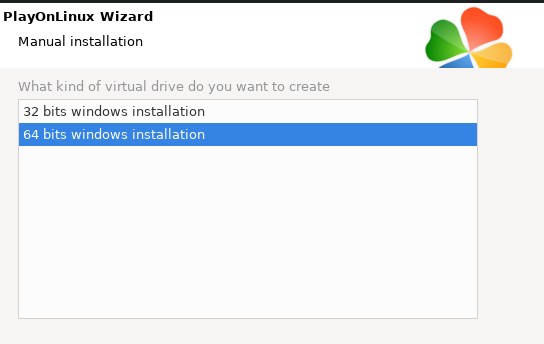 PlayOnLinux Wizard
Manual installation
What kind of virtual drive do you want to create
32 bits windows installation
64 bits windows installation